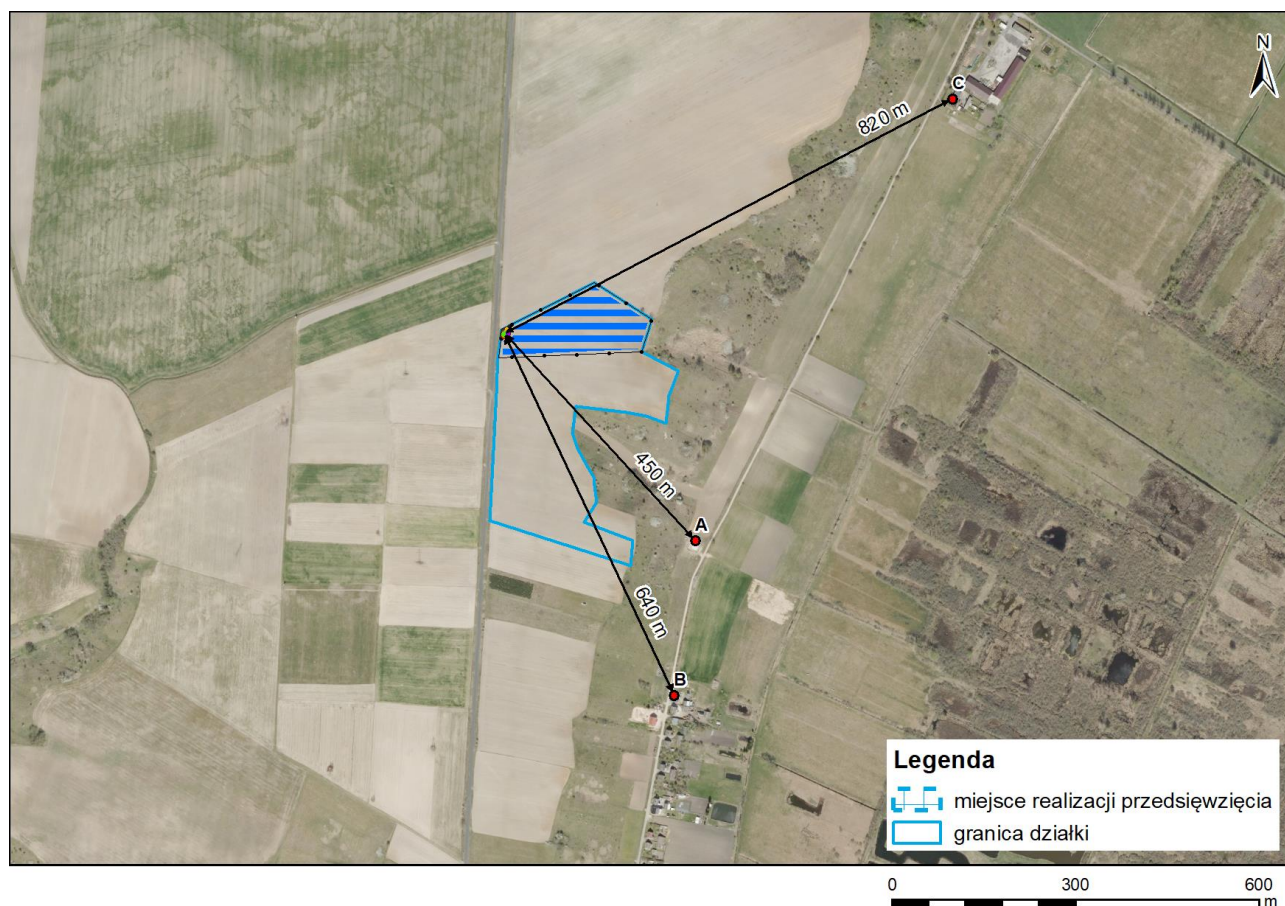 N
C
820 m
450 m
A
640 m
B
Legenda
miejsce realizacji przedsięwzięcia
granica działki
0 300 600
m